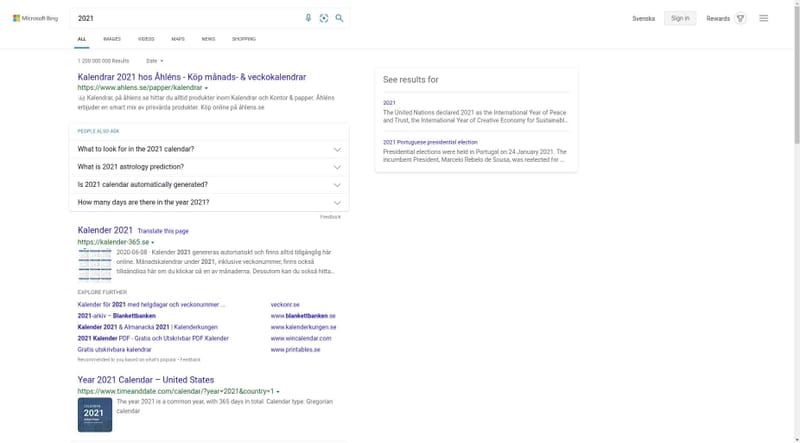 Microsoft Bing
2021
Svenska
Sign in
Rewards
ALL
IMAGES
VIDEOS
MAPS
NEWS
SHOPPING
1 200 000 000 Results
Date
Kalendrar 2021 hos Åhléns - Köp månads- & veckokalendrar
https://www.ahlens.se/papper/kalendrar
Ad Kalendrar, på åhlens.se hittar du alltid produkter inom Kalendrar och Kontor & papper. Åhléns
erbjuder en smart mix av prisvärda produkter. Köp online på åhlens.se
PEOPLE ALSO ASK
What to look for in the 2021 calendar?
What is 2021 astrology prediction?
Is 2021 calendar automatically generated?
How many days are there in the year 2021?
Feedback
Kalender 2021 Translate this page
https://kalender-365.se
2020-06-08 · Kalender 2021 genereras automatiskt och finns alltid tillgänglig här
online. Månadskalendrar under 2021, inklusive veckonummer, finns också
tillgängliga här om du klickar på en av månaderna. Dessutom kan du också hitta...
EXPLORE FURTHER
Kalender för 2021 med helgdagar och veckonummer ...
veckonr.se
2021-arkiv – Blankettbanken
www.blankettbanken.se
Kalender 2021 & Almanacka 2021 | Kalenderkungen
www.kalenderkungen.se
2021 Kalender PDF - Gratis och Utskrivbar PDF Kalender
www.wincalendar.com
Gratis utskrivbara kalendrar
www.printables.se
Recommended to you based on what's popular • Feedback
Year 2021 Calendar – United States
https://www.timeanddate.com/calendar/?year=2021&country=1
CALENDAR
2021
The year 2021 is a common year, with 365 days in total. Calendar type: Gregorian
calendar
See results for
2021
The United Nations declared 2021 as the International Year of Peace
and Trust, the International Year of Creative Economy for Sustainabl...
2021 Portuguese presidential election
Presidential elections were held in Portugal on 24 January 2021. The
incumbent President, Marcelo Rebelo de Sousa, was reelected for ...